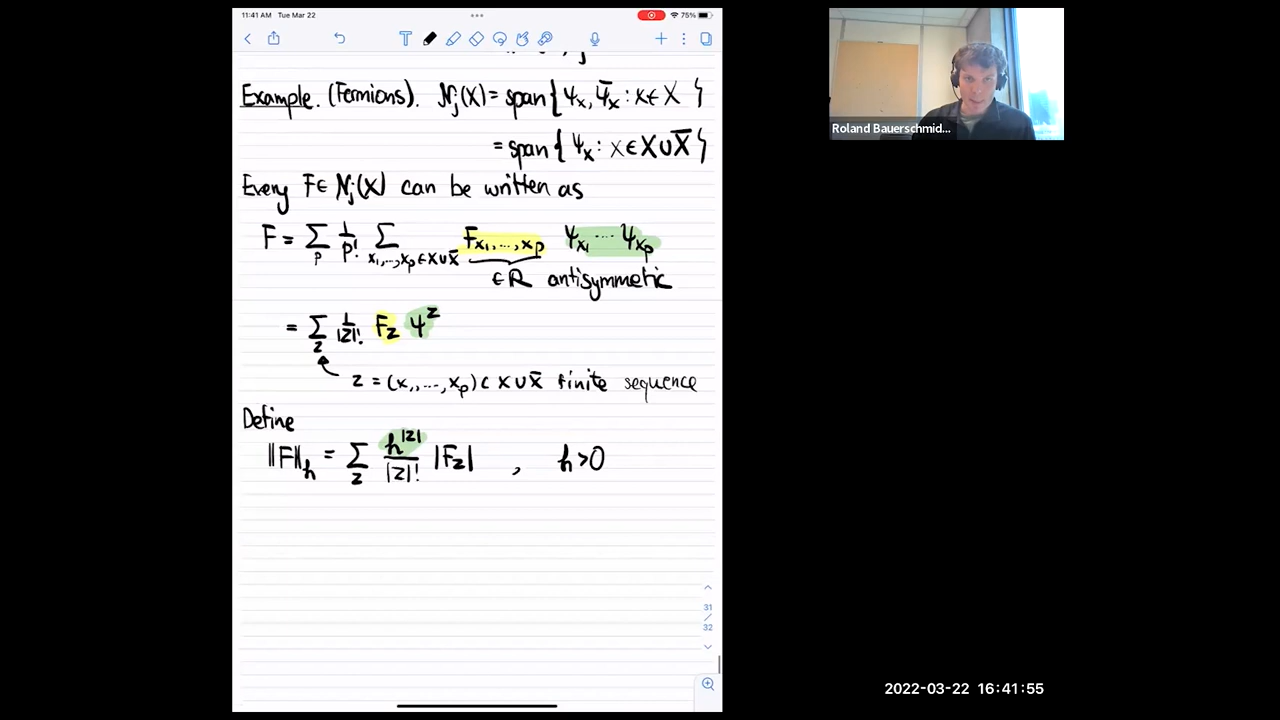 11:41 AM Tue Mar 22
75%
Example. (Fermions). N_j(X) = span{ψ_x, ψ̄_x : x ∈ X}
= span{ψ_x : x ∈ X ∪ X̄}
Every F ∈ N_j(X) can be written as
F = Σ_p 1/p! Σ_{x_1,...,x_p ∈ X ∪ X̄} F_{x_1,...,x_p} ψ_{x_1} ... ψ_{x_p}
∈ ℝ antisymmetric
= Σ_z 1/|z|! F_z ψ^z
z = (x_1,...,x_p) ⊂ X ∪ X̄ finite sequence
Define
‖F‖_h = Σ_z h^{|z|}/|z|! |F_z| , h > 0
31
/
32
Roland Bauerschmid...
2022-03-22 16:41:55